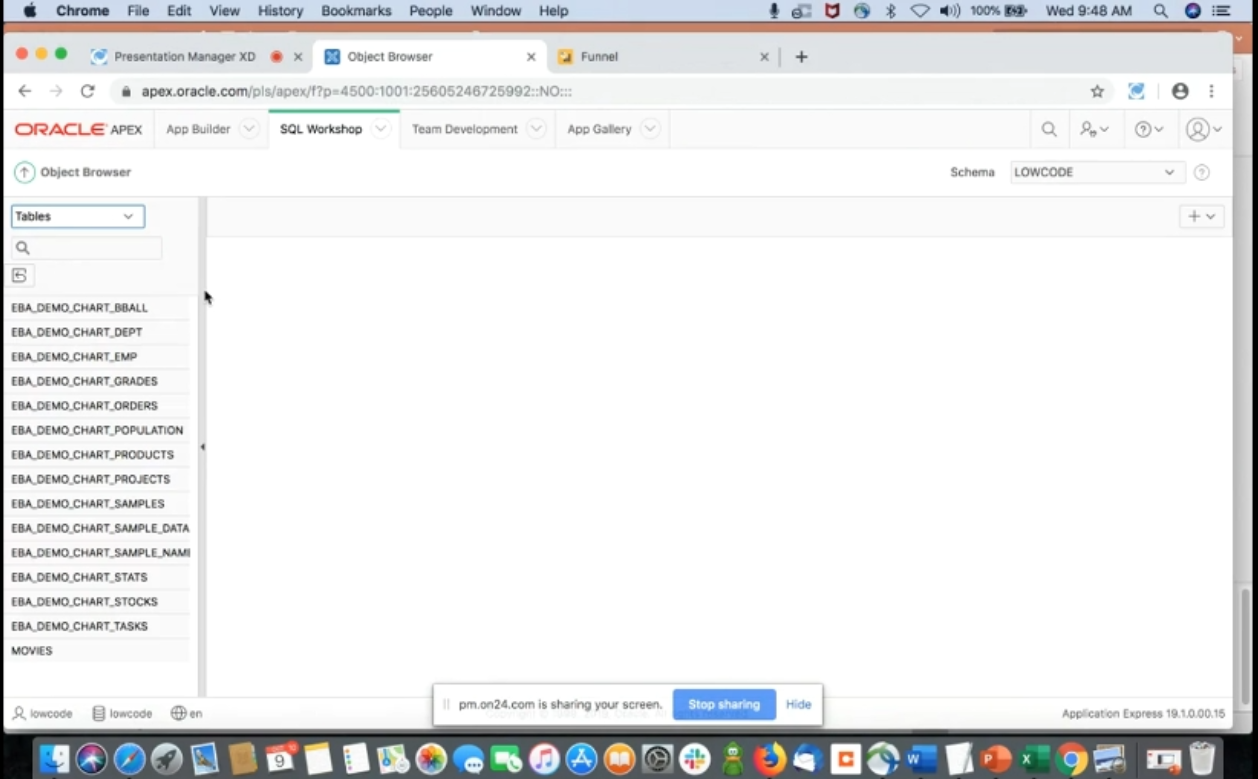 Chrome File Edit View History Bookmarks People Window Help 100% Wed 9:48 AM
Presentation Manager XD Object Browser Funnel
apex.oracle.com/pls/apex/f?p=4500:1001:25605246725992::NO:::
ORACLE APEX App Builder SQL Workshop Team Development App Gallery
Object Browser Schema LOWCODE
Tables
EBA_DEMO_CHART_BBALL
EBA_DEMO_CHART_DEPT
EBA_DEMO_CHART_EMP
EBA_DEMO_CHART_GRADES
EBA_DEMO_CHART_ORDERS
EBA_DEMO_CHART_POPULATION
EBA_DEMO_CHART_PRODUCTS
EBA_DEMO_CHART_PROJECTS
EBA_DEMO_CHART_SAMPLES
EBA_DEMO_CHART_SAMPLE_DATA
EBA_DEMO_CHART_SAMPLE_NAME
EBA_DEMO_CHART_STATS
EBA_DEMO_CHART_STOCKS
EBA_DEMO_CHART_TASKS
MOVIES
pm.on24.com is sharing your screen. Stop sharing Hide
lowcode lowcode en Application Express 19.1.0.00.15
9